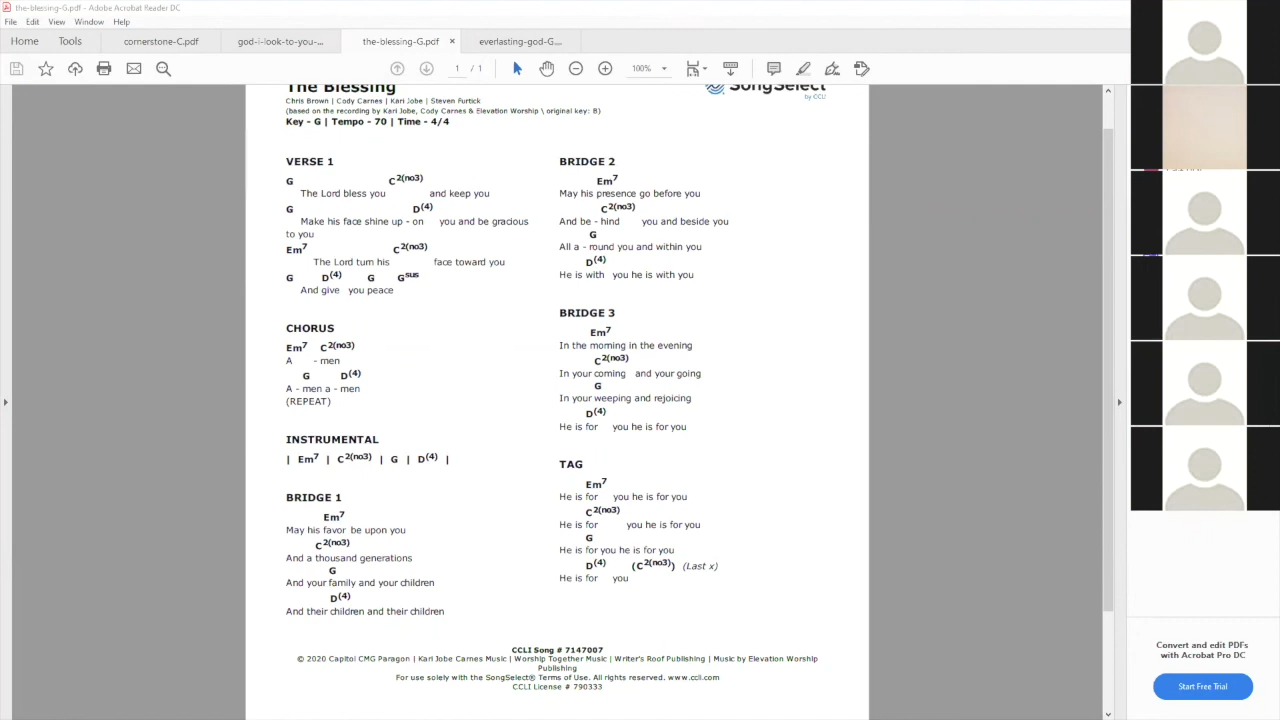 the-blessing-G.pdf - Adobe Acrobat Reader DC
File Edit View Window Help
Home Tools cornerstone-C.pdf god-i-look-to-you-... the-blessing-G.pdf × everlasting-god-G....
1 / 1 100%
The Blessing
SongSelect
by CCLI
Chris Brown | Cody Carnes | Kari Jobe | Steven Furtick
(based on the recording by Kari Jobe, Cody Carnes & Elevation Worship \ original key: B)
Key - G | Tempo - 70 | Time - 4/4
VERSE 1
G C2(no3)
The Lord bless you and keep you
G D(4)
Make his face shine up - on you and be gracious
to you
Em7 C2(no3)
The Lord turn his face toward you
G D(4) G Gsus
And give you peace
CHORUS
Em7 C2(no3)
A - men
G D(4)
A - men a - men
(REPEAT)
INSTRUMENTAL
| Em7 | C2(no3) | G | D(4) |
BRIDGE 1
Em7
May his favor be upon you
C2(no3)
And a thousand generations
G
And your family and your children
D(4)
And their children and their children
BRIDGE 2
Em7
May his presence go before you
C2(no3)
And be - hind you and beside you
G
All a - round you and within you
D(4)
He is with you he is with you
BRIDGE 3
Em7
In the morning in the evening
C2(no3)
In your coming and your going
G
In your weeping and rejoicing
D(4)
He is for you he is for you
TAG
Em7
He is for you he is for you
C2(no3)
He is for you he is for you
G
He is for you he is for you
D(4) (C2(no3)) (Last x)
He is for you
CCLI Song # 7147007
© 2020 Capitol CMG Paragon | Kari Jobe Carnes Music | Worship Together Music | Writer's Roof Publishing | Music by Elevation Worship
Publishing
For use solely with the SongSelect® Terms of Use. All rights reserved. www.ccli.com
CCLI License # 790333
Convert and edit PDFs
with Acrobat Pro DC
Start Free Trial